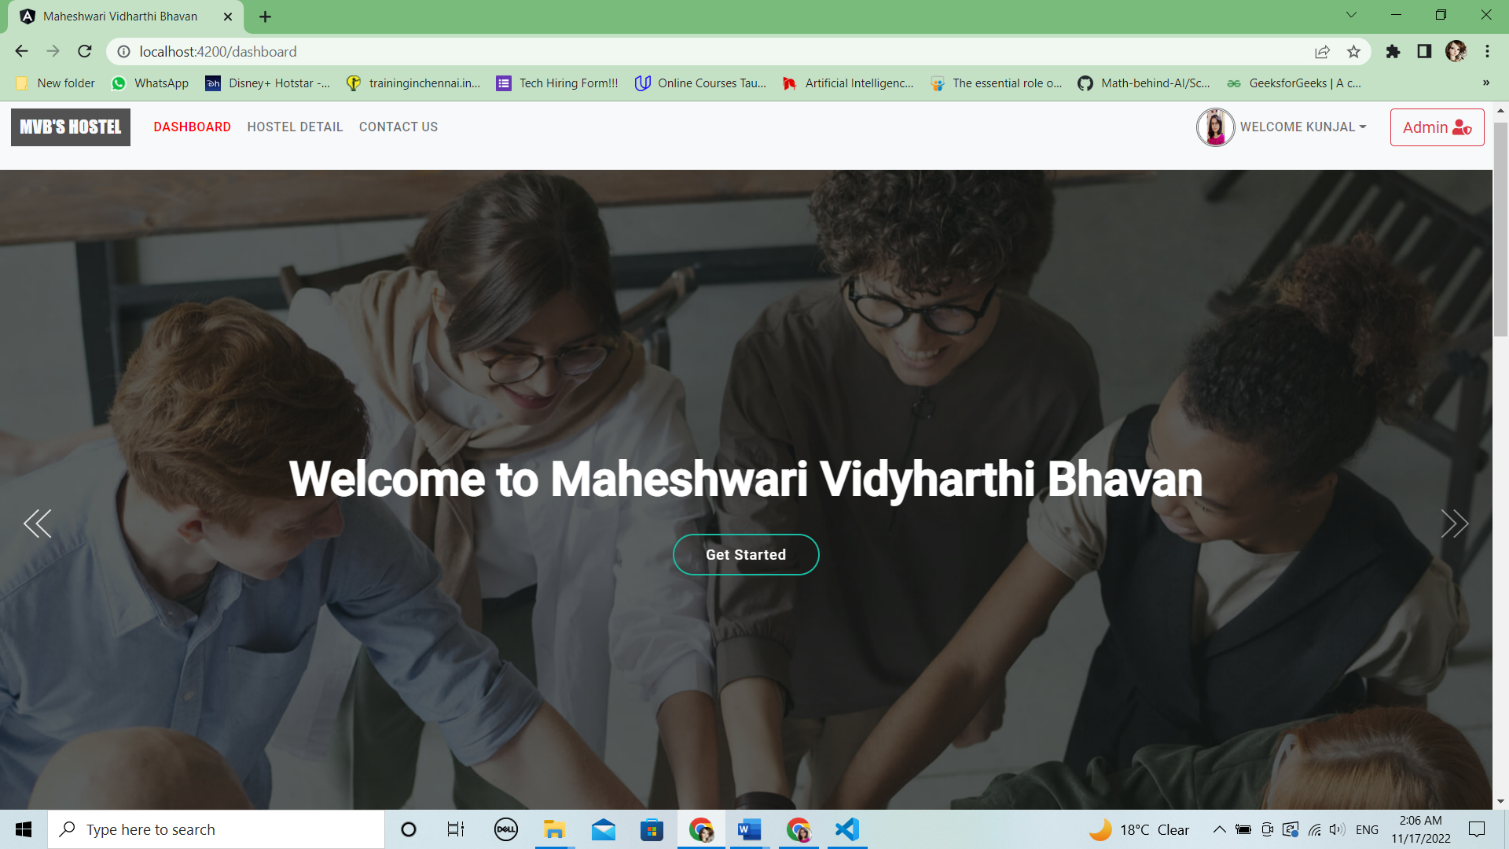 Maheshwari Vidharthi Bhavan
localhost:4200/dashboard
New folder WhatsApp Disney+ Hotstar -... traininginchennai.in... Tech Hiring Form!!! Online Courses Tau... Artificial Intelligenc... The essential role o... Math-behind-AI/Sc... GeeksforGeeks | A c... »
MVB'S HOSTEL DASHBOARD HOSTEL DETAIL CONTACT US WELCOME KUNJAL Admin
Welcome to Maheshwari Vidyharthi Bhavan
Get Started
Type here to search DELL 18°C Clear ENG 2:06 AM
11/17/2022